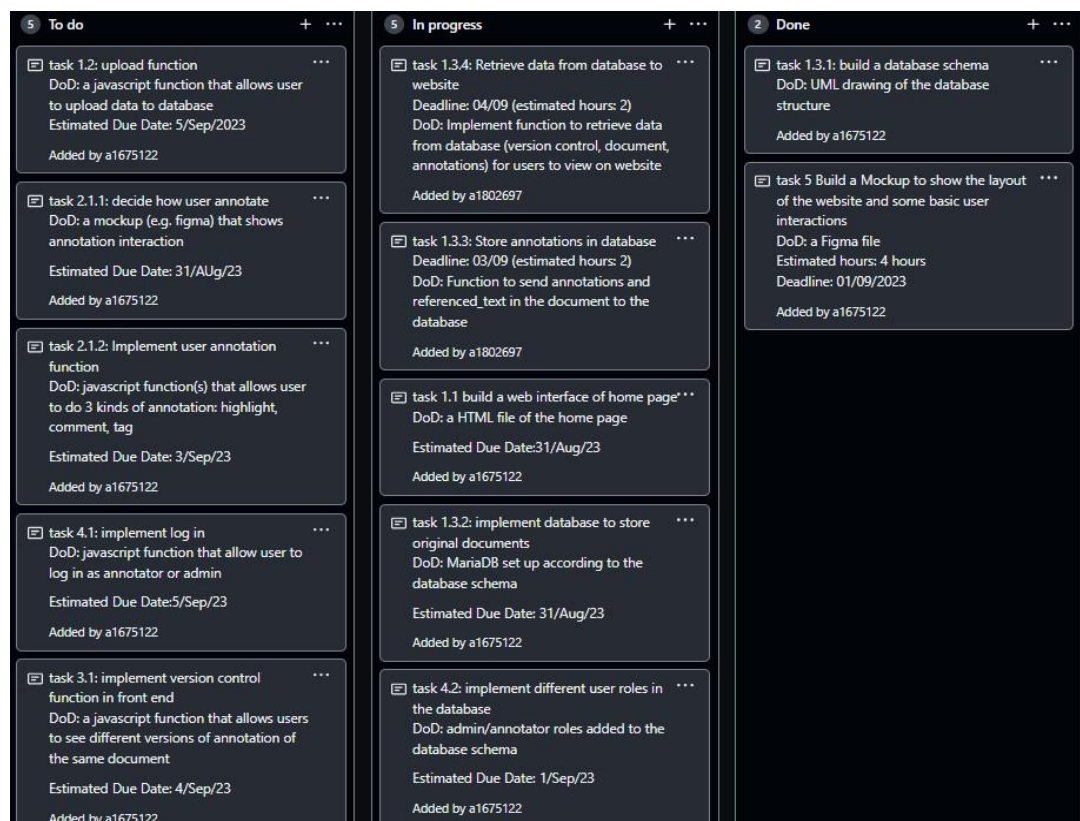 5 To do
task 1.2: upload function
DoD: a javascript function that allows user
to upload data to database
Estimated Due Date: 5/Sep/2023
Added by a1675122
task 2.1.1: decide how user annotate
DoD: a mockup (e.g. figma) that shows
annotation interaction
Estimated Due Date: 31/AUg/23
Added by a1675122
task 2.1.2: Implement user annotation
function
DoD: javascript function(s) that allows user
to do 3 kinds of annotation: highlight,
comment, tag
Estimated Due Date: 3/Sep/23
Added by a1675122
task 4.1: implement log in
DoD: javascript function that allow user to
log in as annotator or admin
Estimated Due Date:5/Sep/23
Added by a1675122
task 3.1: implement version control
function in front end
DoD: a javascript function that allows users
to see different versions of annotation of
the same document
Estimated Due Date: 4/Sep/23
Added by a1675122
5 In progress
task 1.3.4: Retrieve data from database to
website
Deadline: 04/09 (estimated hours: 2)
DoD: Implement function to retrieve data
from database (version control, document,
annotations) for users to view on website
Added by a1802697
task 1.3.3: Store annotations in database
Deadline: 03/09 (estimated hours: 2)
DoD: Function to send annotations and
referenced_text in the document to the
database
Added by a1802697
task 1.1 build a web interface of home page
DoD: a HTML file of the home page
Estimated Due Date:31/Aug/23
Added by a1675122
task 1.3.2: implement database to store
original documents
DoD: MariaDB set up according to the
database schema
Estimated Due Date: 31/Aug/23
Added by a1675122
task 4.2: implement different user roles in
the database
DoD: admin/annotator roles added to the
database schema
Estimated Due Date: 1/Sep/23
Added by a1675122
2 Done
task 1.3.1: build a database schema
DoD: UML drawing of the database
structure
Added by a1675122
task 5 Build a Mockup to show the layout
of the website and some basic user
interactions
DoD: a Figma file
Estimated hours: 4 hours
Deadline: 01/09/2023
Added by a1675122